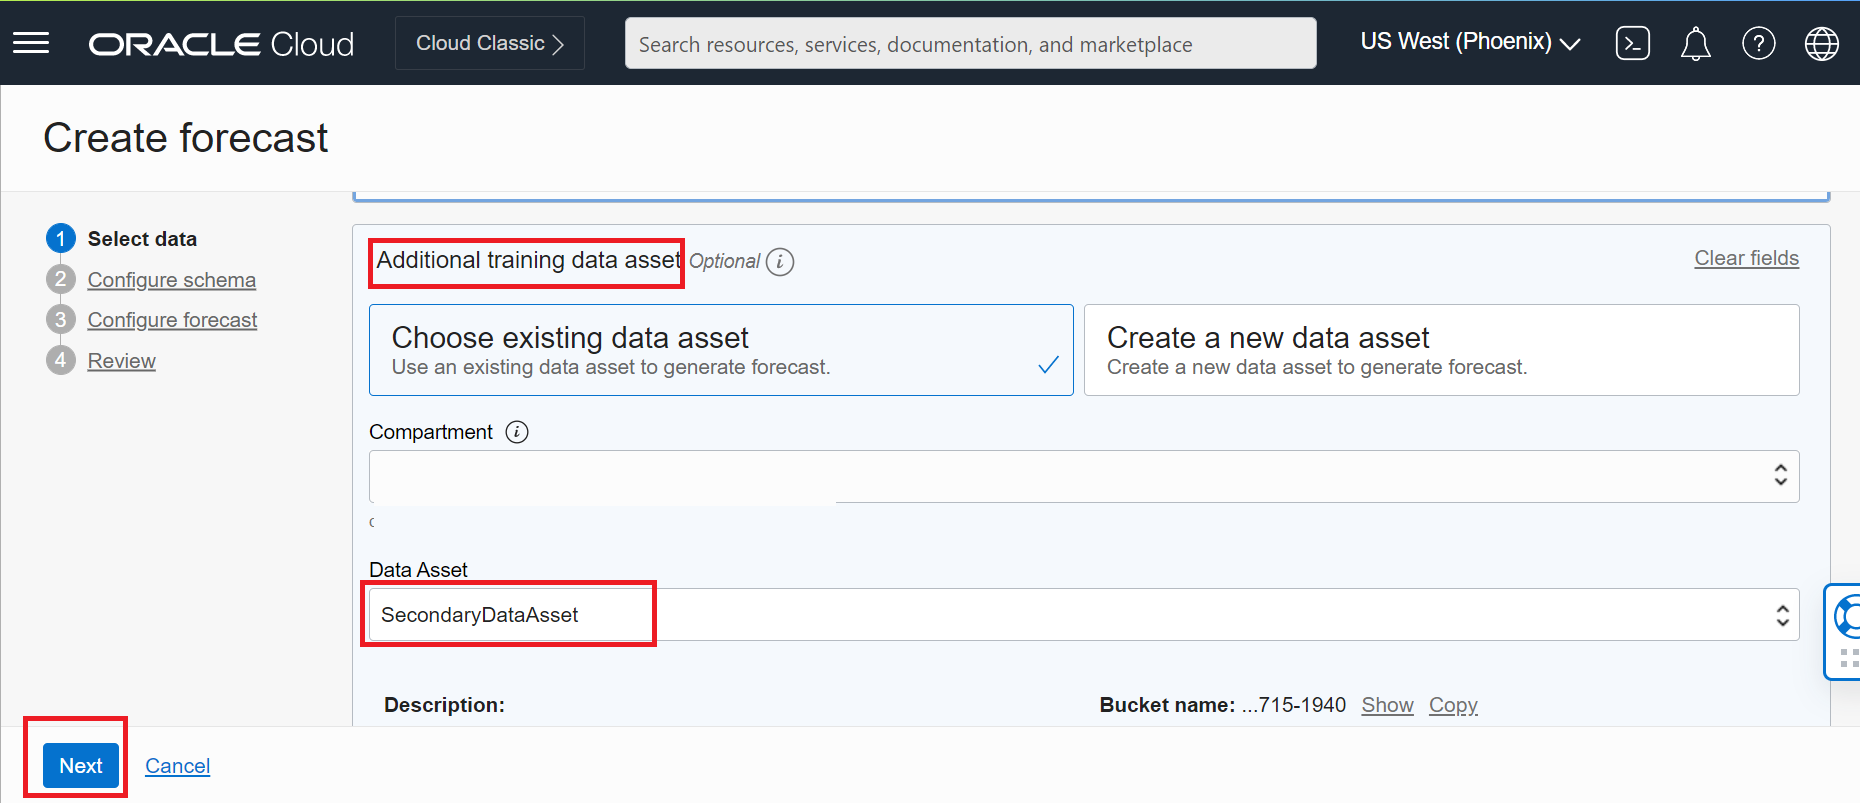 ORACLE Cloud
Cloud Classic
Search resources, services, documentation, and marketplace
US West (Phoenix)
Create forecast
1 Select data
2 Configure schema
3 Configure forecast
4 Review
Additional training data asset Optional
Clear fields
Choose existing data asset
Use an existing data asset to generate forecast.
Create a new data asset
Create a new data asset to generate forecast.
Compartment
Data Asset
SecondaryDataAsset
Description:
Bucket name: ...715-1940 Show Copy
Next
Cancel